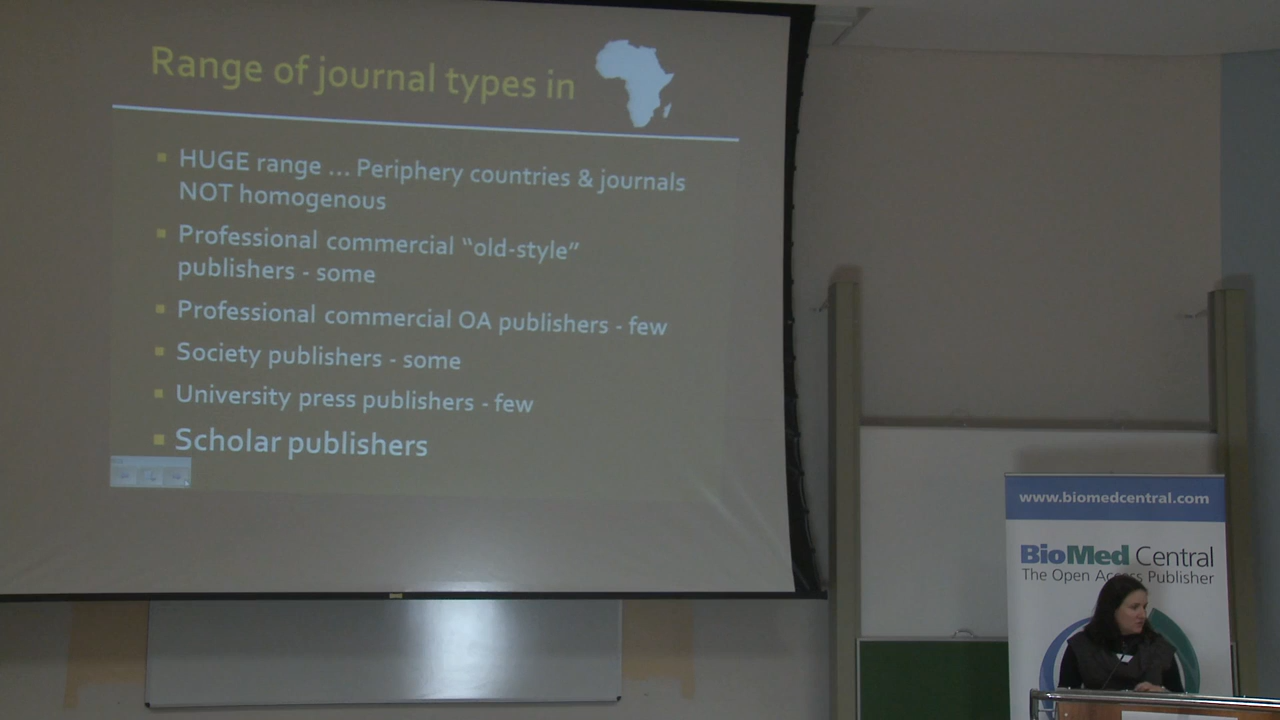 Range of journal types in
HUGE range ... Periphery countries & journals
NOT homogenous
Professional commercial “old-style”
publishers - some
Professional commercial OA publishers - few
Society publishers - some
University press publishers - few
Scholar publishers
www.biomedcentral.com
BioMed Central
The Open Access Publisher